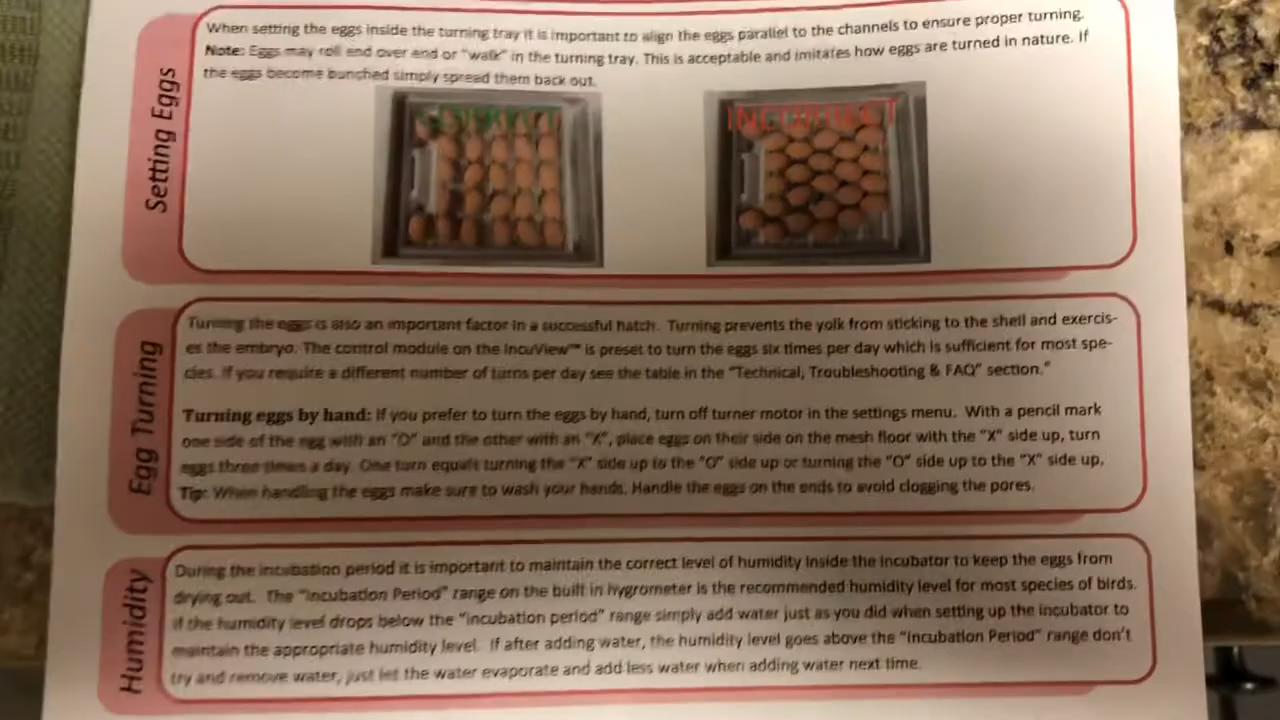 Setting Eggs
When setting the eggs inside the turning tray it is important to align the eggs parallel to the channels to ensure proper turning.
Note: Eggs may roll end over end or "walk" in the turning tray. This is acceptable and imitates how eggs are turned in nature. If
the eggs become bunched simply spread them back out.
CORRECT
INCORRECT
Egg Turning
Turning the eggs is also an important factor in a successful hatch. Turning prevents the yolk from sticking to the shell and exercis-
es the embryo. The control module on the IncuView™ is preset to turn the eggs six times per day which is sufficient for most spe-
cies. If you require a different number of turns per day see the table in the "Technical, Troubleshooting & FAQ" section."
Turning eggs by hand: If you prefer to turn the eggs by hand, turn off turner motor in the settings menu. With a pencil mark
one side of the egg with an "O" and the other with an "X", place eggs on their side on the mesh floor with the "X" side up, turn
eggs three times a day. One turn equals turning the "X" side up to the "O" side up or turning the "O" side up to the "X" side up.
Tip: When handling the eggs make sure to wash your hands. Handle the eggs on the ends to avoid clogging the pores.
Humidity
During the incubation period it is important to maintain the correct level of humidity inside the incubator to keep the eggs from
drying out. The "Incubation Period" range on the built in hygrometer is the recommended humidity level for most species of birds.
If the humidity level drops below the "incubation period" range simply add water just as you did when setting up the incubator to
maintain the appropriate humidity level. If after adding water, the humidity level goes above the "Incubation Period" range don't
try and remove water, just let the water evaporate and add less water when adding water next time.